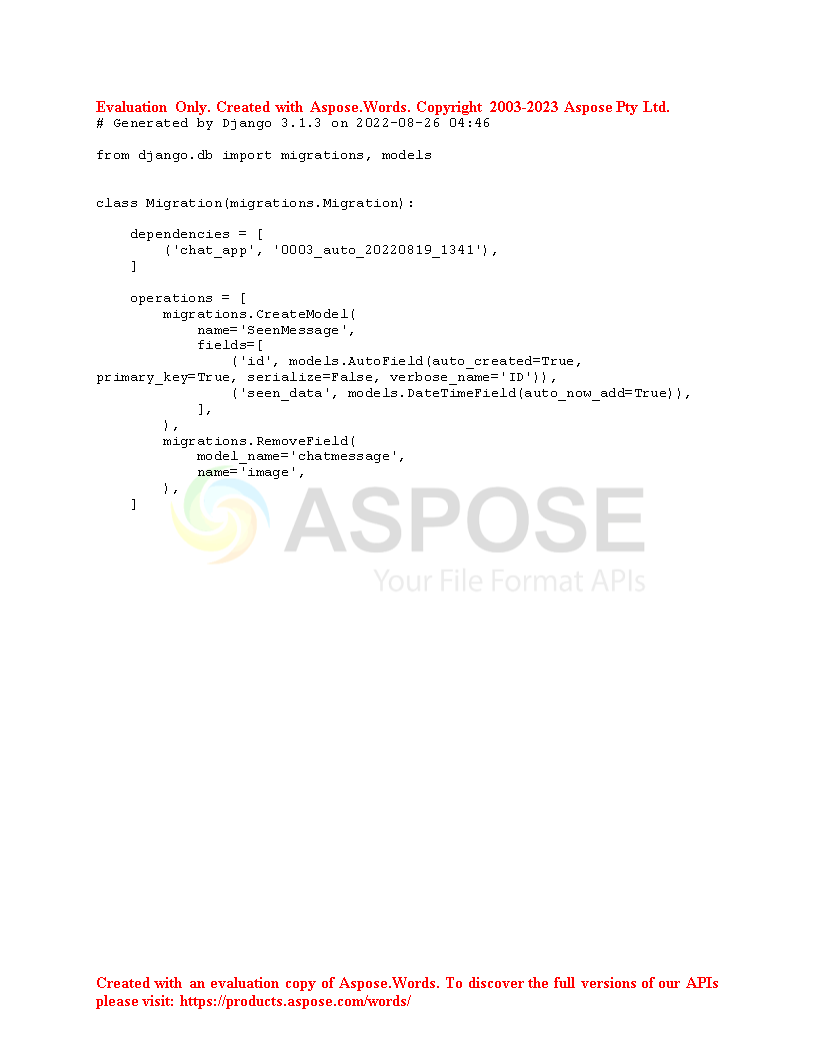 Evaluation Only. Created with Aspose.Words. Copyright 2003-2023 Aspose Pty Ltd.
# Generated by Django 3.1.3 on 2022-08-26 04:46

from django.db import migrations, models


class Migration(migrations.Migration):

    dependencies = [
        ('chat_app', '0003_auto_20220819_1341'),
    ]

    operations = [
        migrations.CreateModel(
            name='SeenMessage',
            fields=[
                ('id', models.AutoField(auto_created=True,
primary_key=True, serialize=False, verbose_name='ID')),
                ('seen_data', models.DateTimeField(auto_now_add=True)),
            ],
        ),
        migrations.RemoveField(
            model_name='chatmessage',
            name='image',
        ),
    ]
ASPOSE
Your File Format APIs
Created with an evaluation copy of Aspose.Words. To discover the full versions of our APIs
please visit: https://products.aspose.com/words/